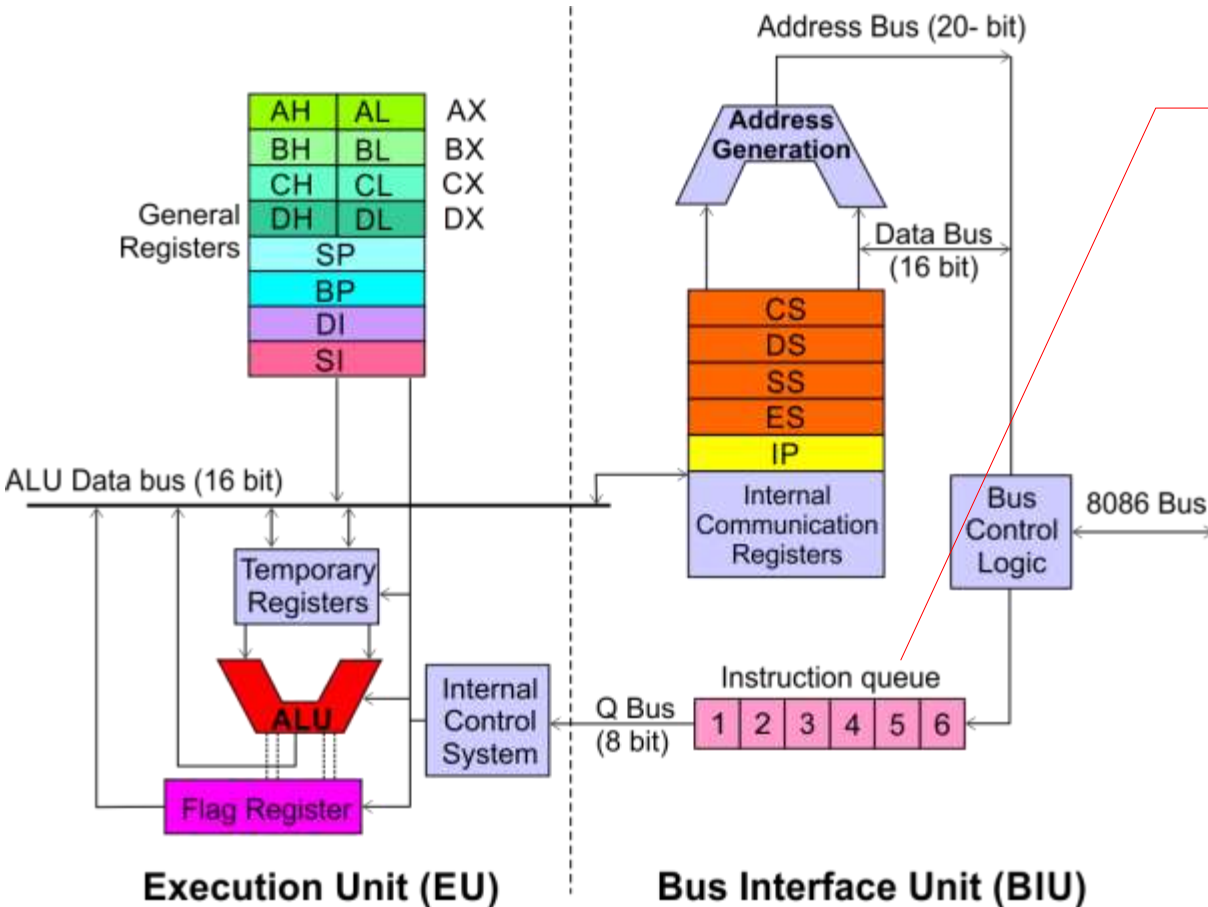 Address Bus (20- bit)
AH AL AX
BH BL BX
CH CL CX
DH DL DX
General
Registers
SP
BP
DI
SI
Address
Generation
Data Bus
(16 bit)
CS
DS
SS
ES
IP
Internal
Communication
Registers
ALU Data bus (16 bit)
Bus
Control
Logic
8086 Bus
Temporary
Registers
ALU
Internal
Control
System
Q Bus
(8 bit)
Instruction queue
1 2 3 4 5 6
Flag Register
Execution Unit (EU)
Bus Interface Unit (BIU)